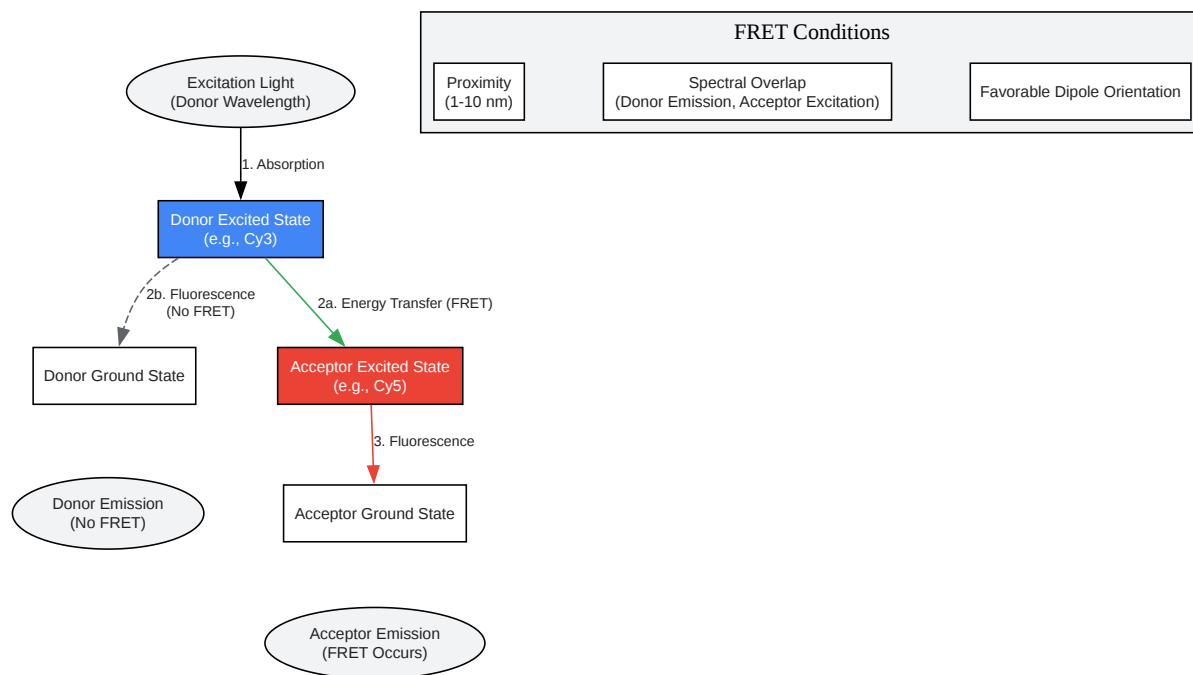 FRET Conditions
Excitation Light
(Donor Wavelength)
Proximity
(1-10 nm)
Spectral Overlap
(Donor Emission, Acceptor Excitation)
Favorable Dipole Orientation
1. Absorption
Donor Excited State
(e.g., Cy3)
2b. Fluorescence
(No FRET)
2a. Energy Transfer (FRET)
Donor Ground State
Acceptor Excited State
(e.g., Cy5)
3. Fluorescence
Donor Emission
(No FRET)
Acceptor Ground State
Acceptor Emission
(FRET Occurs)